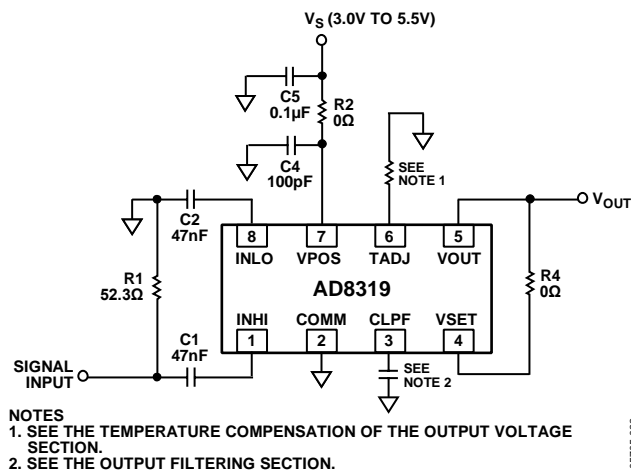 VS (3.0V TO 5.5V)
C5
0.1µF
R2
0Ω
C4
100pF
SEE
NOTE 1
C2
47nF
VOUT
8
7
6
5
INLO
VPOS
TADJ
VOUT
R1
52.3Ω
AD8319
R4
0Ω
C1
47nF
INHI
COMM
CLPF
VSET
1
2
3
4
SIGNAL
INPUT
SEE
NOTE 2
NOTES
1. SEE THE TEMPERATURE COMPENSATION OF THE OUTPUT VOLTAGE
SECTION.
2. SEE THE OUTPUT FILTERING SECTION.